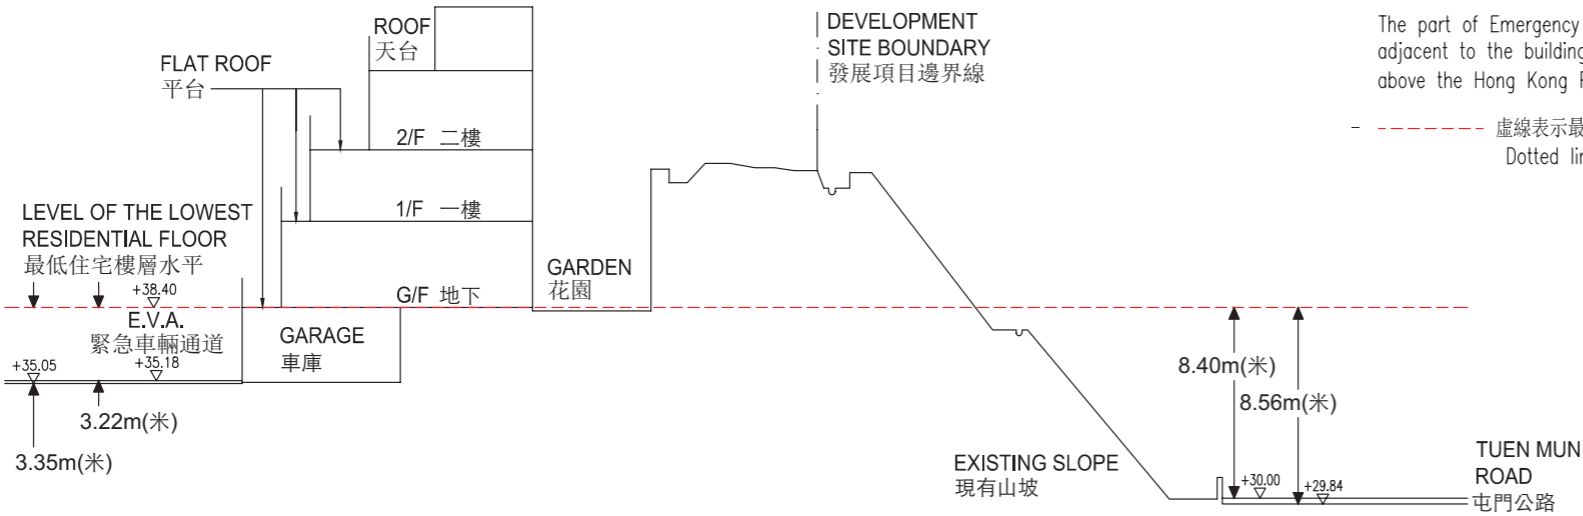 ROOF
天台
FLAT ROOF
平台
2/F 二樓
1/F 一樓
LEVEL OF THE LOWEST
RESIDENTIAL FLOOR
最低住宅樓層水平
+38.40
G/F 地下
E.V.A.
緊急車輛通道
+35.05
+35.18
GARAGE
車庫
3.22m(米)
3.35m(米)
GARDEN
花園
DEVELOPMENT
SITE BOUNDARY
發展項目邊界線
The part of Emergency
adjacent to the building
above the Hong Kong
虛線表示最
Dotted
8.40m(米)
8.56m(米)
EXISTING SLOPE
現有山坡
+30.00
+29.84
TUEN MUN
ROAD
屯門公路